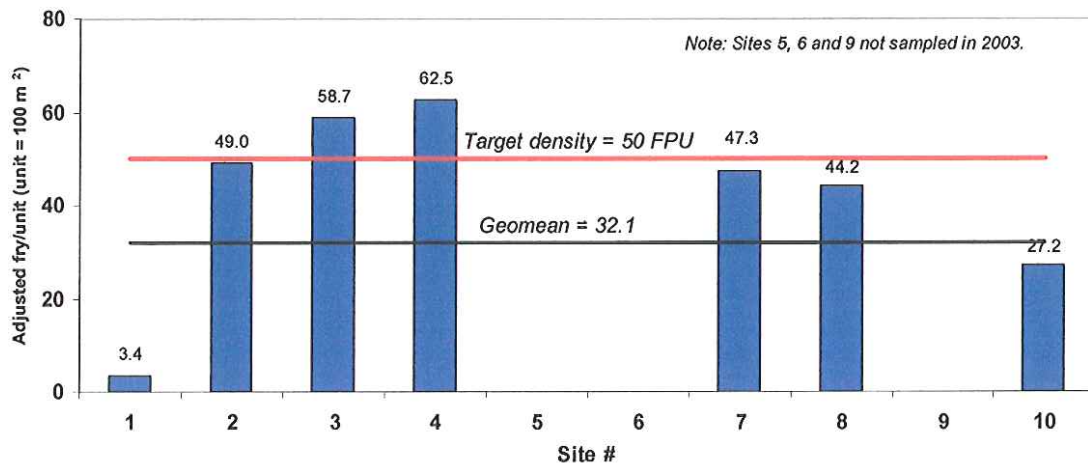 80
Note: Sites 5, 6 and 9 not sampled in 2003.
62.5
58.7
60
49.0
Target density = 50 FPU
47.3
44.2
40
Geomean = 32.1
27.2
20
3.4
0
1 2 3 4 5 6 7 8 9 10
Site #
Adjusted fry/unit (unit = 100 m ²)